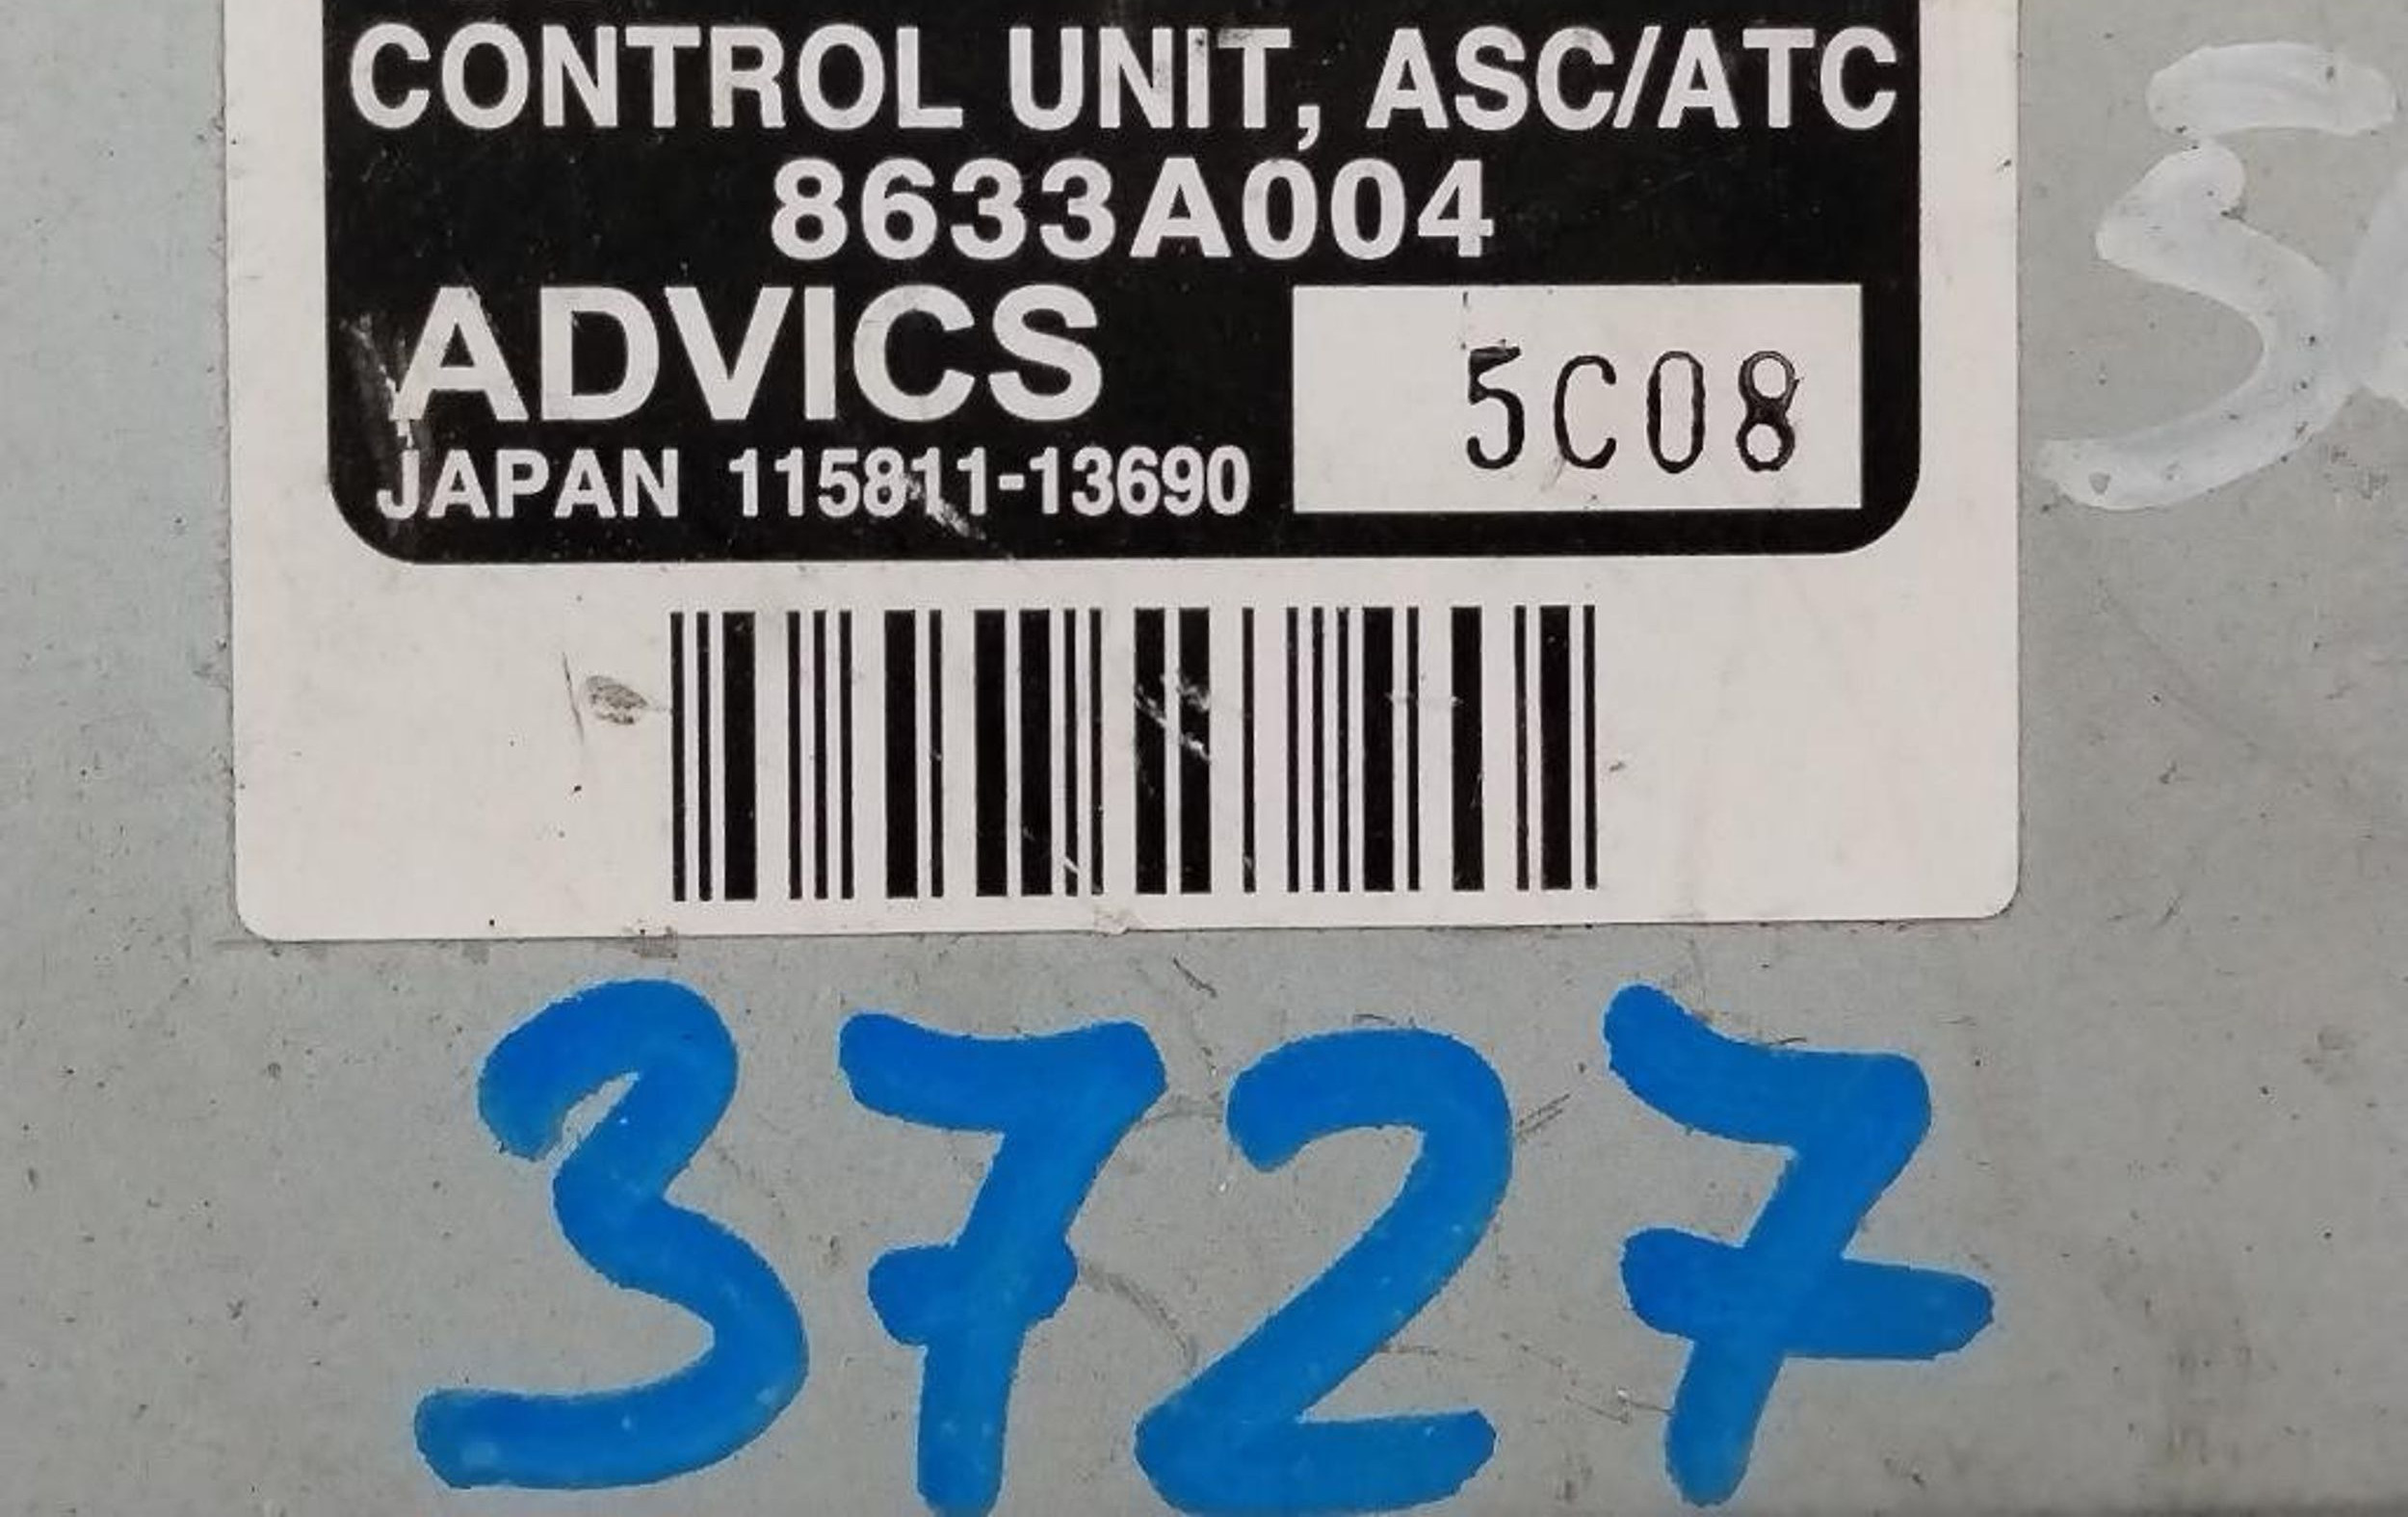 CONTROL UNIT, ASC/ATC
8633A004
ADVICS
5C08
JAPAN 115811-13690
3727